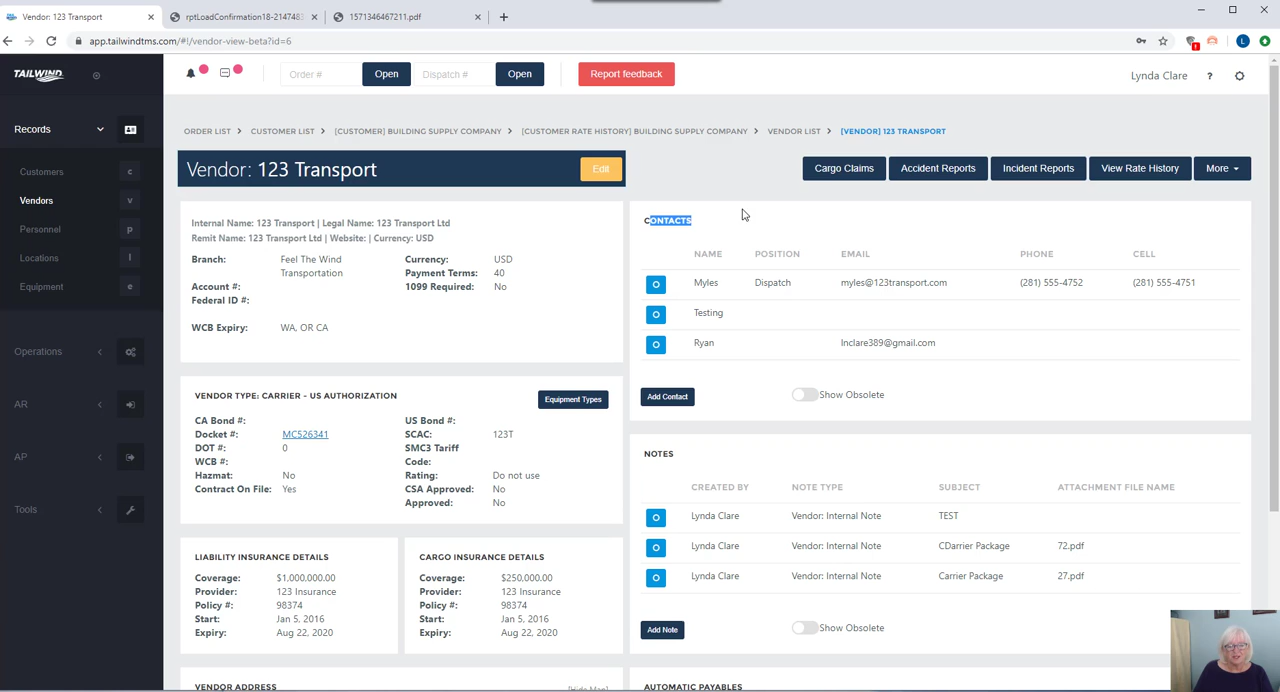 Vendor: 123 Transport
rptLoadConfirmation18-2147483
1571346467211.pdf
app.tailwindtms.com/#!/vendor-view-beta?id=6
TAILWIND
Order #
Open
Dispatch #
Open
Report feedback
Lynda Clare
?
Records
Customers c
Vendors v
Personnel p
Locations l
Equipment e
Operations
AR
AP
Tools
ORDER LIST > CUSTOMER LIST > [CUSTOMER] BUILDING SUPPLY COMPANY > [CUSTOMER RATE HISTORY] BUILDING SUPPLY COMPANY > VENDOR LIST > [VENDOR] 123 TRANSPORT
Vendor: 123 Transport
Edit
Cargo Claims
Accident Reports
Incident Reports
View Rate History
More
Internal Name: 123 Transport | Legal Name: 123 Transport Ltd
Remit Name: 123 Transport Ltd | Website: | Currency: USD
Branch: Feel The Wind Transportation
Account #:
Federal ID #:
WCB Expiry: WA, OR CA
Currency: USD
Payment Terms: 40
1099 Required: No
VENDOR TYPE: CARRIER - US AUTHORIZATION
Equipment Types
CA Bond #:
Docket #: MC526341
DOT #: 0
WCB #:
Hazmat: No
Contract On File: Yes
US Bond #:
SCAC: 123T
SMC3 Tariff Code:
Rating: Do not use
CSA Approved: No
Approved: No
LIABILITY INSURANCE DETAILS
Coverage: $1,000,000.00
Provider: 123 Insurance
Policy #: 98374
Start: Jan 5, 2016
Expiry: Aug 22, 2020
CARGO INSURANCE DETAILS
Coverage: $250,000.00
Provider: 123 Insurance
Policy #: 98374
Start: Jan 5, 2016
Expiry: Aug 22, 2020
VENDOR ADDRESS
[Hide Map]
CONTACTS
NAME POSITION EMAIL PHONE CELL
Myles Dispatch myles@123transport.com (281) 555-4752 (281) 555-4751
Testing
Ryan lnclare389@gmail.com
Add Contact
Show Obsolete
NOTES
CREATED BY NOTE TYPE SUBJECT ATTACHMENT FILE NAME
Lynda Clare Vendor: Internal Note TEST
Lynda Clare Vendor: Internal Note CDarrier Package 72.pdf
Lynda Clare Vendor: Internal Note Carrier Package 27.pdf
Add Note
Show Obsolete
AUTOMATIC PAYABLES